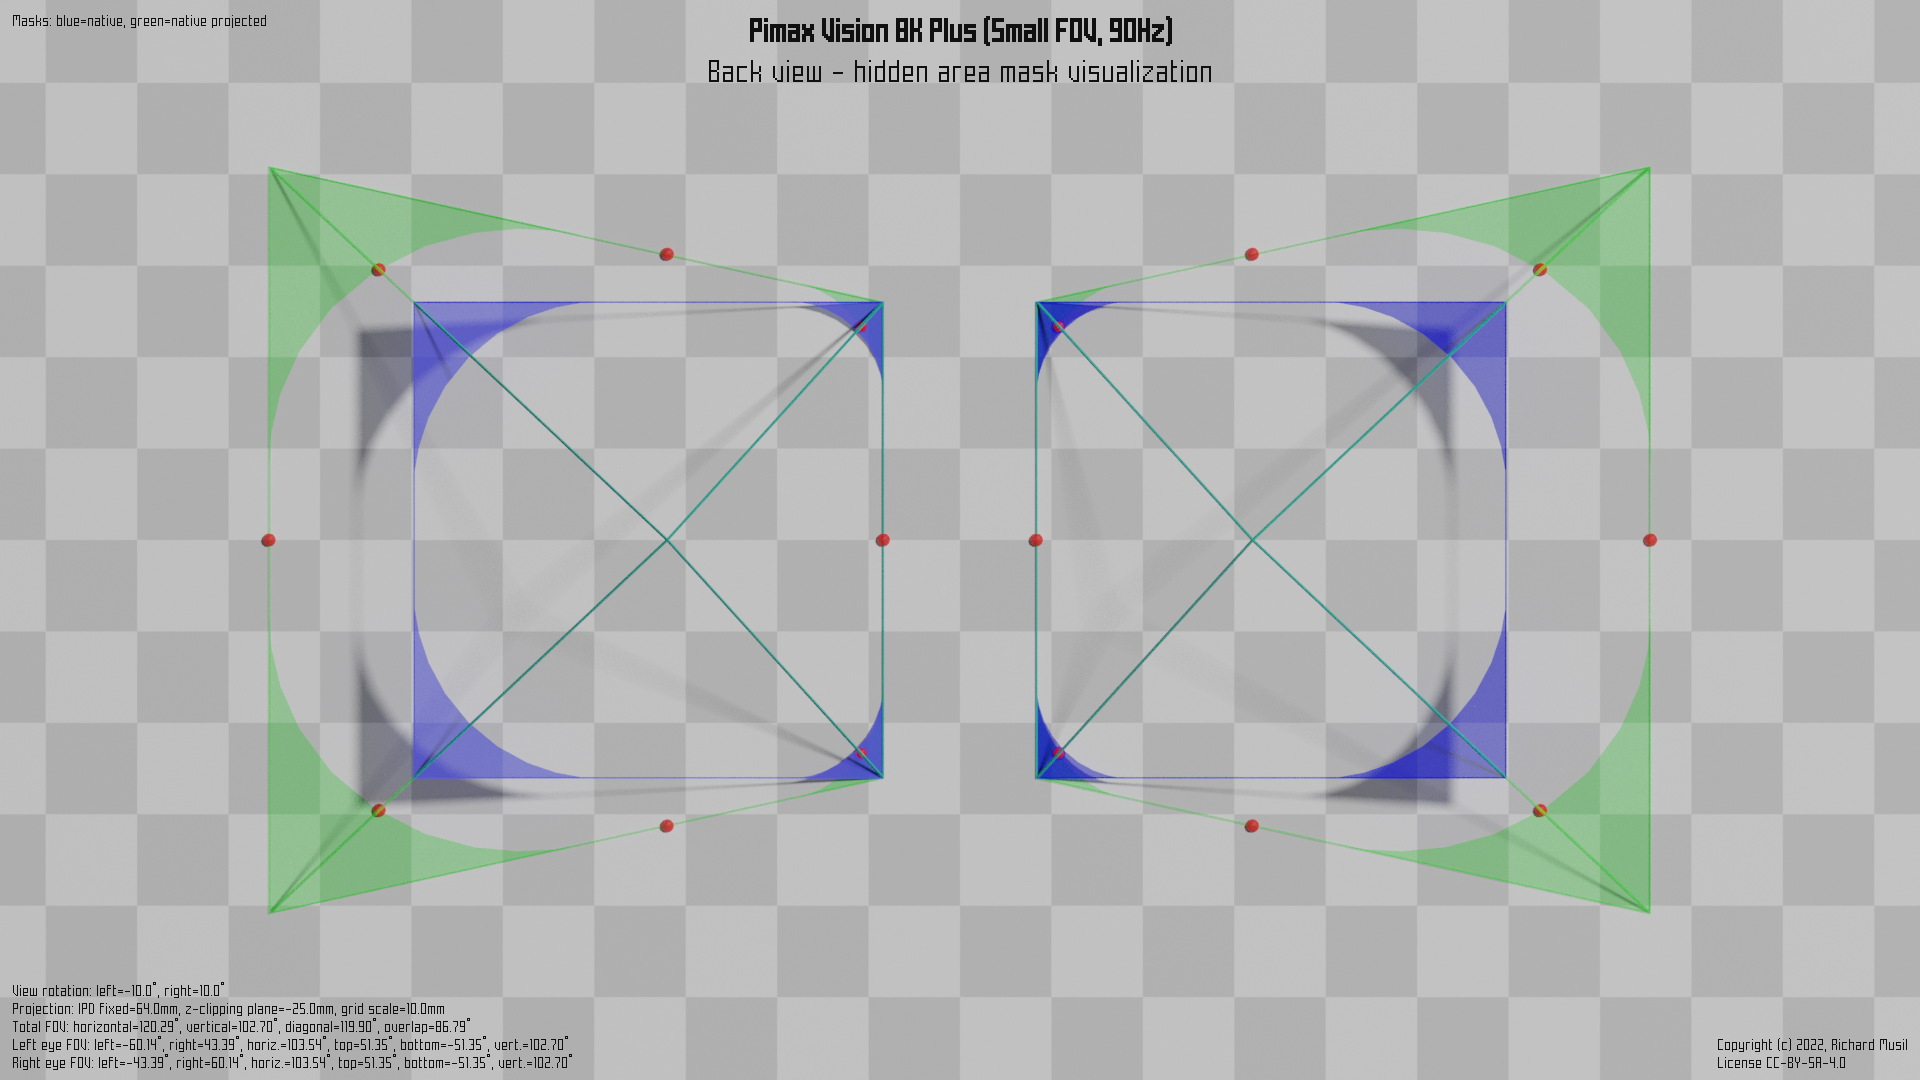 Masks: blue=native, green=native projected
Pimax Vision 8K Plus (Small FOV, 90Hz)
Back view - hidden area mask visualization
View rotation: left=-10.0°, right=10.0°
Projection: IPD fixed=64.0mm, z-clipping plane=-25.0mm, grid scale=10.0mm
Total FOV: horizontal=120.29°, vertical=102.70°, diagonal=119.90°, overlap=86.79°
Left eye FOV: left=-60.14°, right=43.39°, horiz.=103.54°, top=51.35°, bottom=-51.35°, vert.=102.70°
Right eye FOV: left=-43.39°, right=60.14°, horiz.=103.54°, top=51.35°, bottom=-51.35°, vert.=102.70°
Copyright (c) 2022, Richard Musil
License CC-BY-SA-4.0